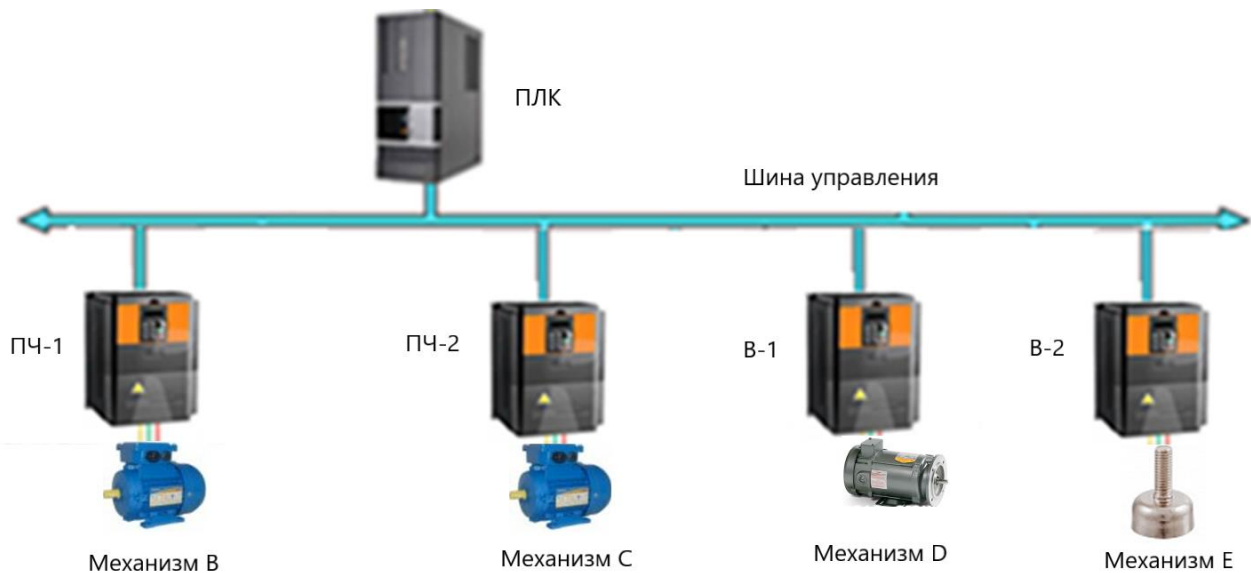 ПЛК
Шина управления
ПЧ-1
ПЧ-2
В-1
В-2
Механизм B
Механизм C
Механизм D
Механизм E